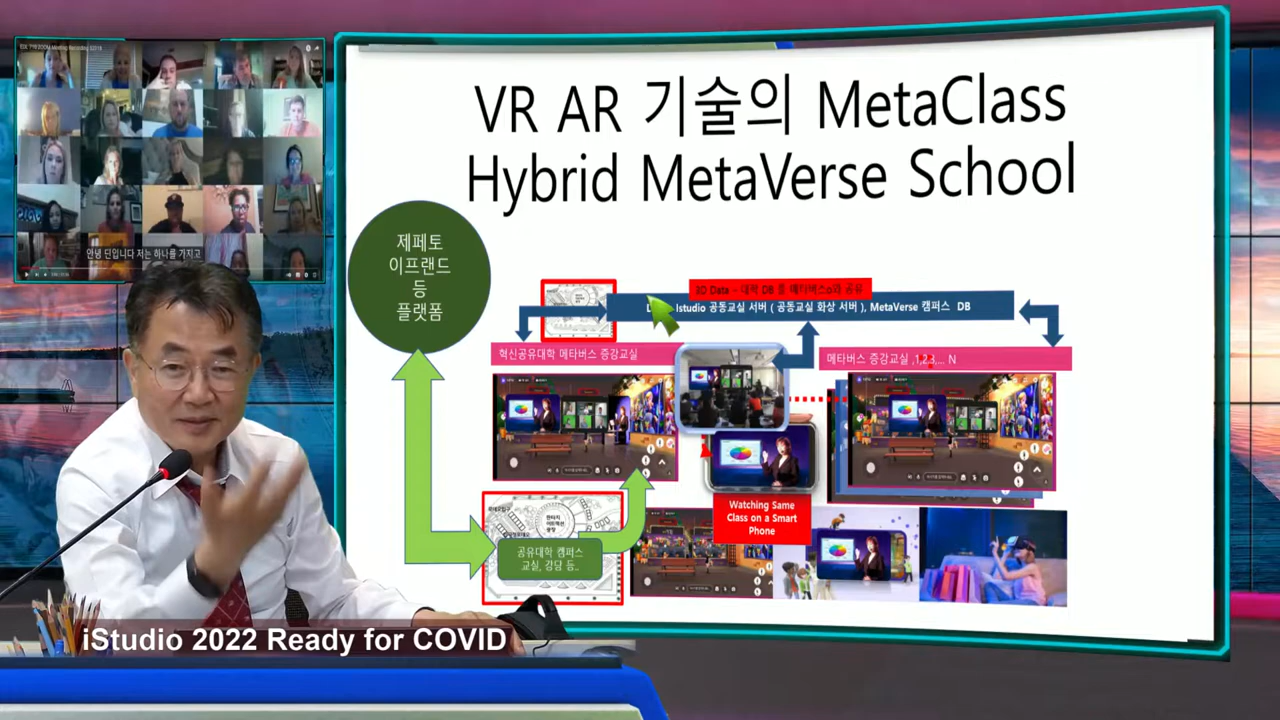 VR AR 기술의 MetaClass
Hybrid MetaVerse School
제페토
이프랜드
등
플랫폼
3D Data - 대학 DB 를 메타버스0과 공유
Istudio 공동교실 서버 ( 공동교실 화상 서버 ), MetaVerse 캠퍼스 DB
혁신공유대학 메타버스 증강교실
메타버스 증강교실 ,1,2,3,... N
Watching Same
Class on a Smart
Phone
공유대학 캠퍼스
교실, 강당 등..
안녕 딘입니다 저는 하나를 가지고
iStudio 2022 Ready for COVID